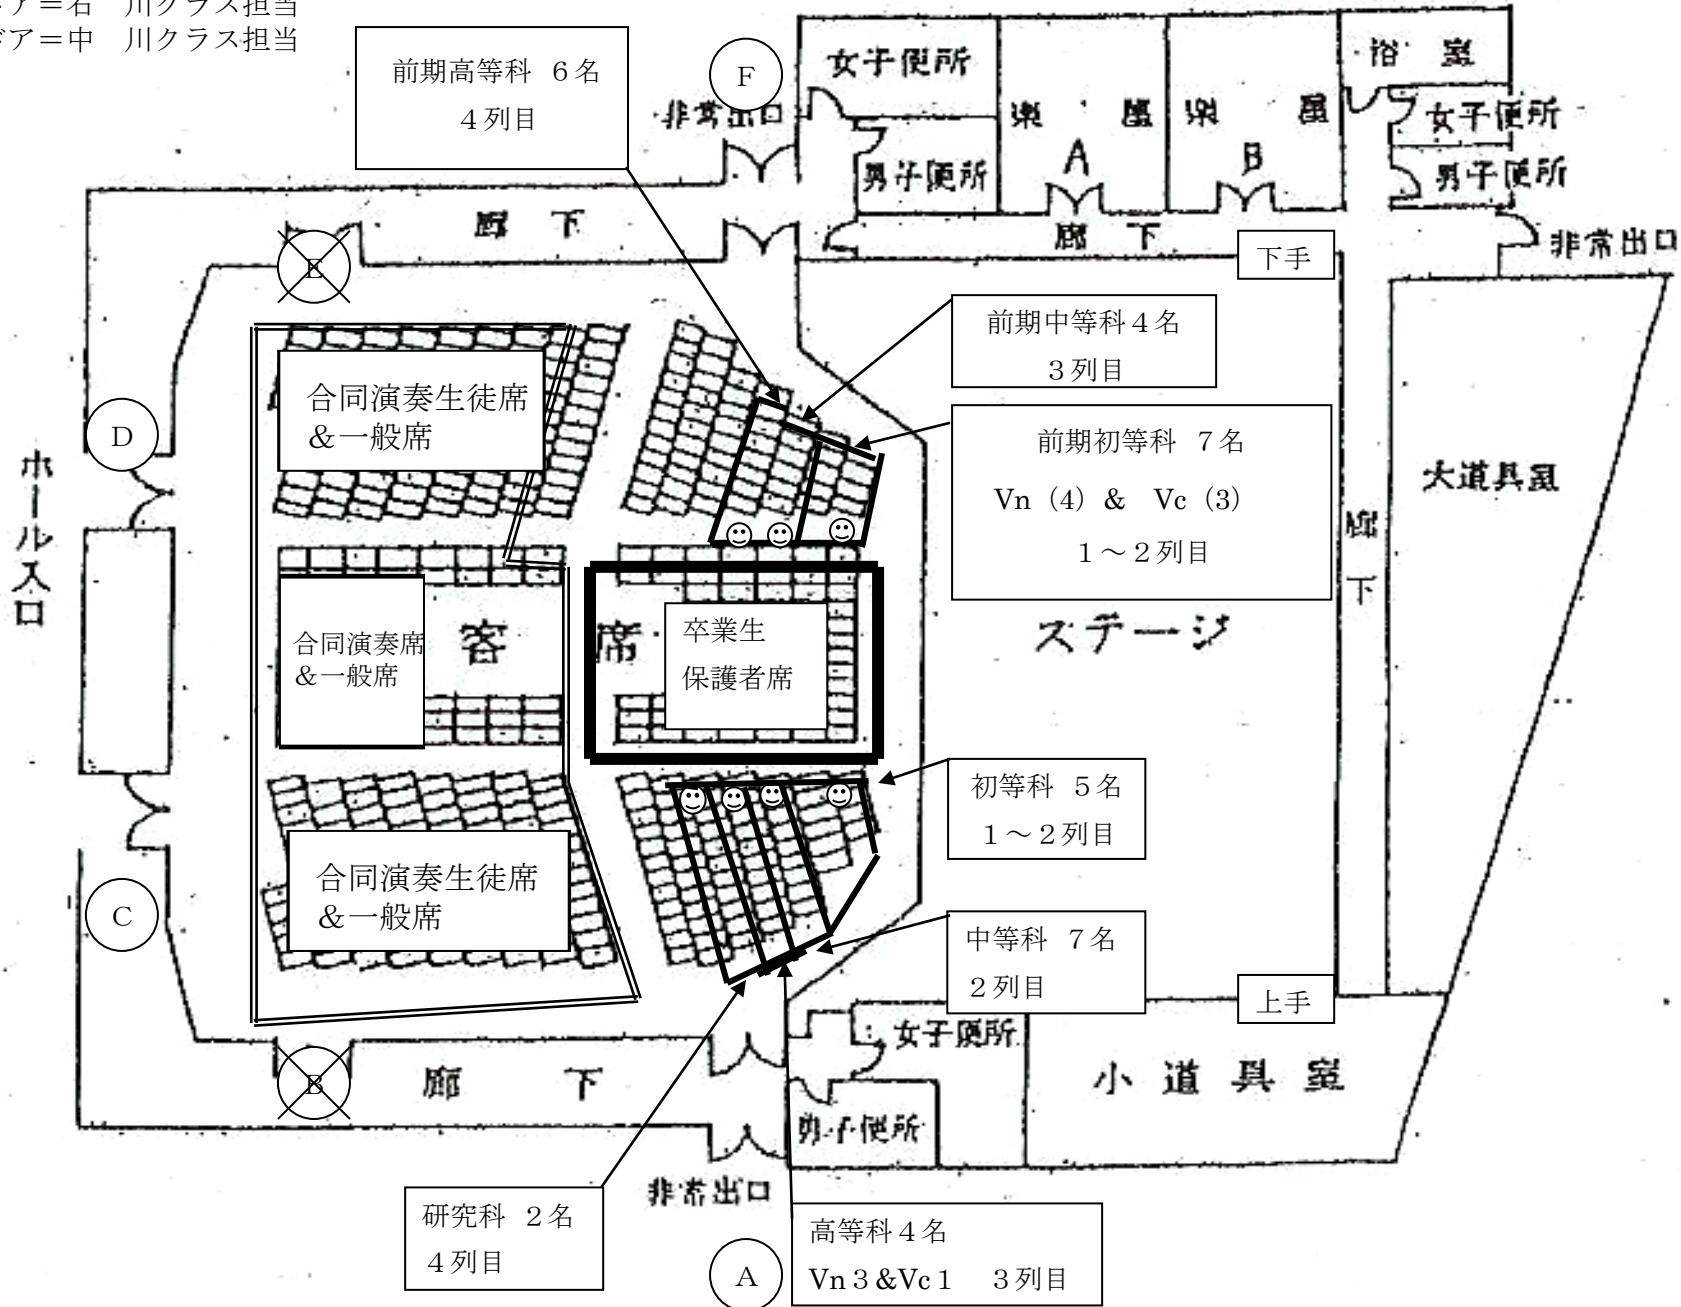 ドア＝右　川クラス担当
ドア＝中　川クラス担当
前期高等科 ６名
４列目
F
非常出口
女子便所
男子便所
楽屋
A
楽屋
B
浴室
女子便所
男子便所
非常出口
廊下
廊下
下手
E
前期中等科４名
３列目
合同演奏生徒席
＆一般席
D
ホール入口
前期初等科 ７名
Vn（4）＆ Vc（3）
１～２列目
大道具室
廊下
ステージ
客席
合同演奏席
＆一般席
卒業生
保護者席
初等科 ５名
１～２列目
合同演奏生徒席
＆一般席
C
中等科 ７名
２列目
上手
女子便所
小道具室
B
廊下
男子便所
非常出口
研究科 ２名
４列目
A
高等科４名
Vn３&Vc１　３列目